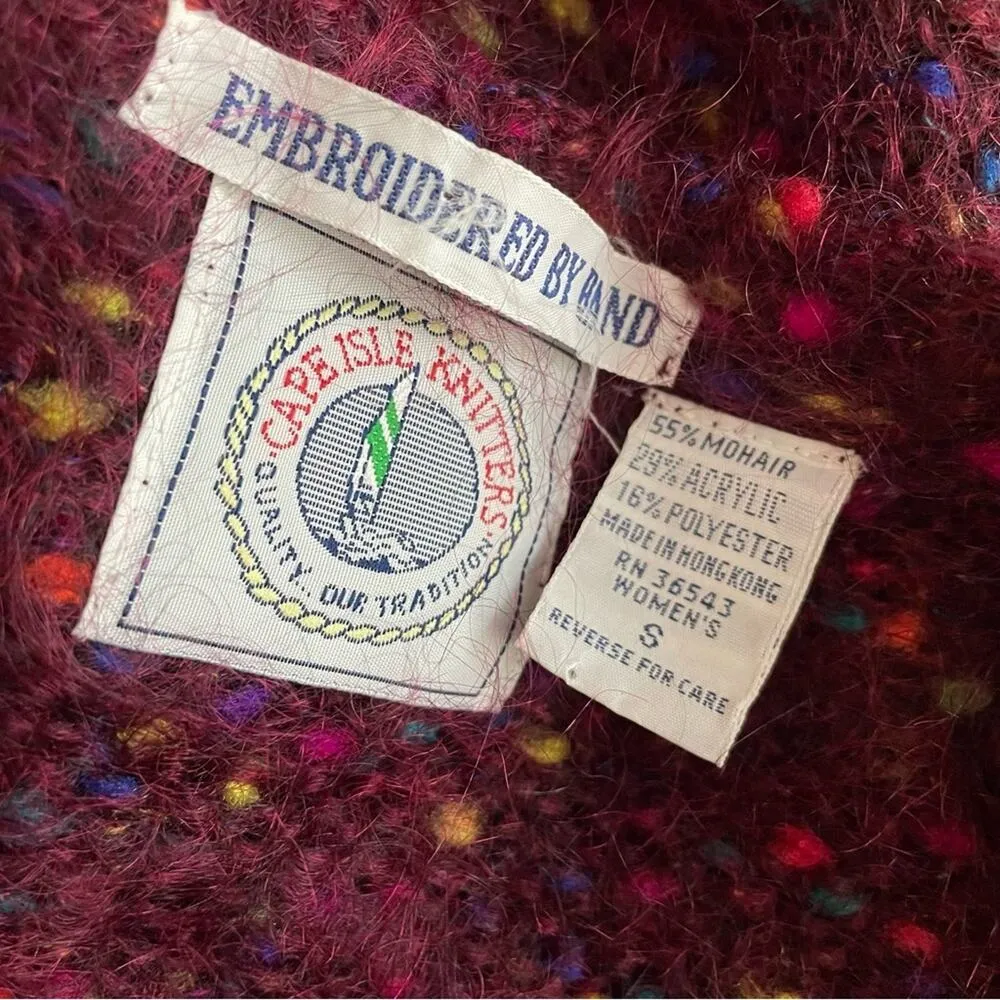 EMBROIDERED BY HAND
·CAPE ISLE KNITTERS·
QUALITY, OUR TRADITION
55% MOHAIR
29% ACRYLIC
16% POLYESTER
MADE IN HONG KONG
RN 36543
WOMEN'S
S
REVERSE FOR CARE